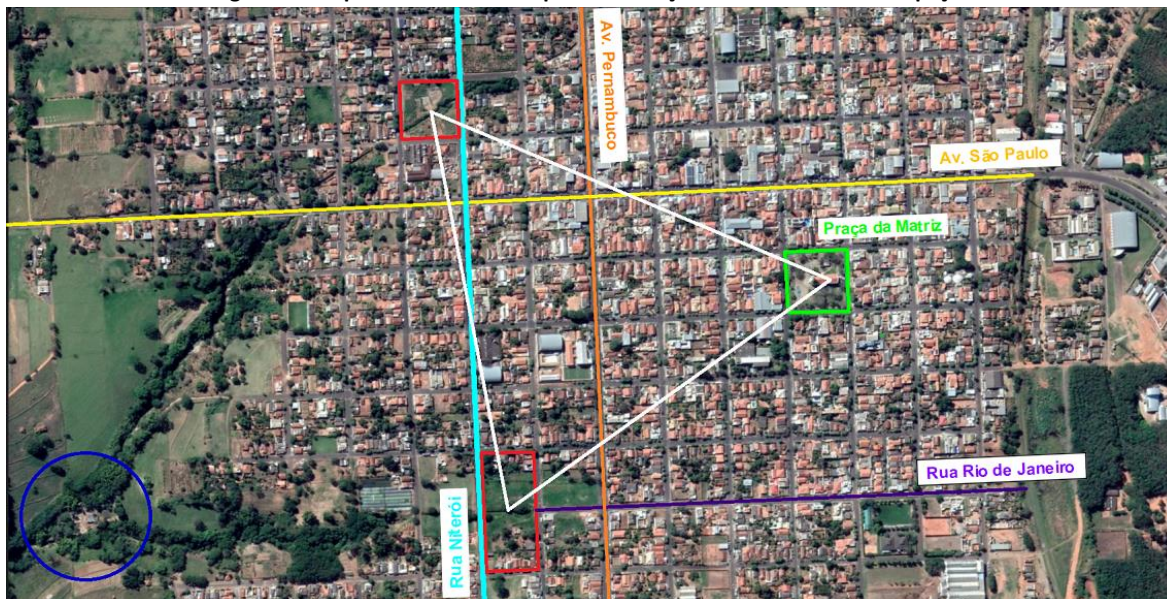 Av. Pernambuco
Av. São Paulo
Praça da Matriz
Rua Rio de Janeiro
Rua Niterói